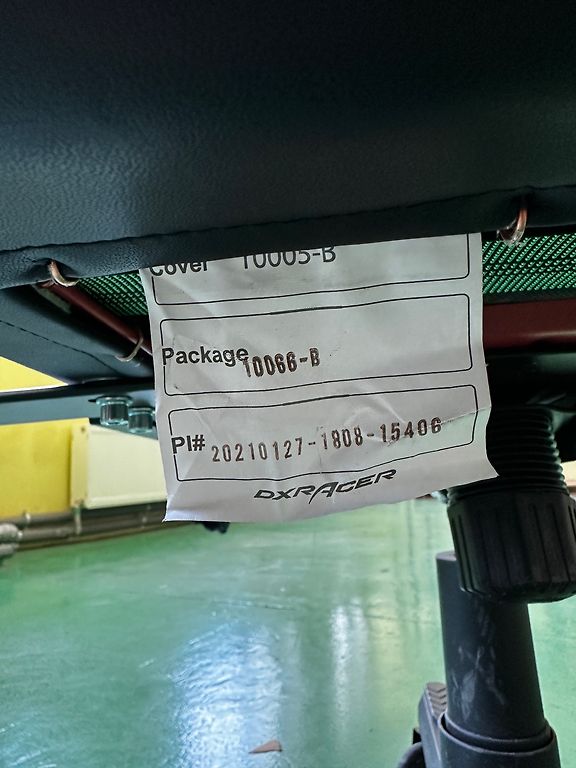 Cover 10005-B
Package 10066-B
PI# 20210127-1808-15406
DXRACER